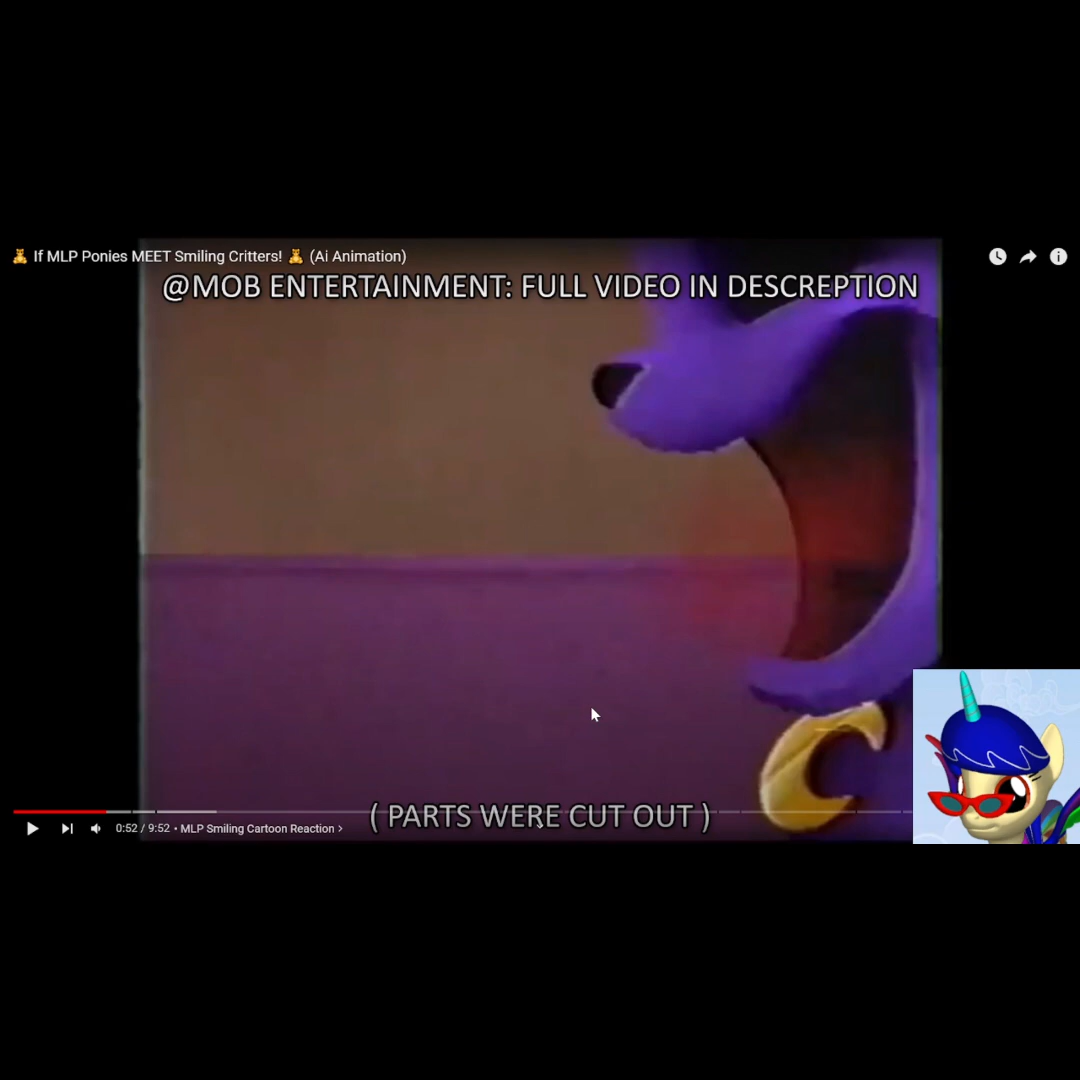 🧸 If MLP Ponies MEET Smiling Critters! 🧸 (Ai Animation)
@MOB ENTERTAINMENT: FULL VIDEO IN DESCREPTION
( PARTS WERE CUT OUT )
0:52 / 9:52 • MLP Smiling Cartoon Reaction >